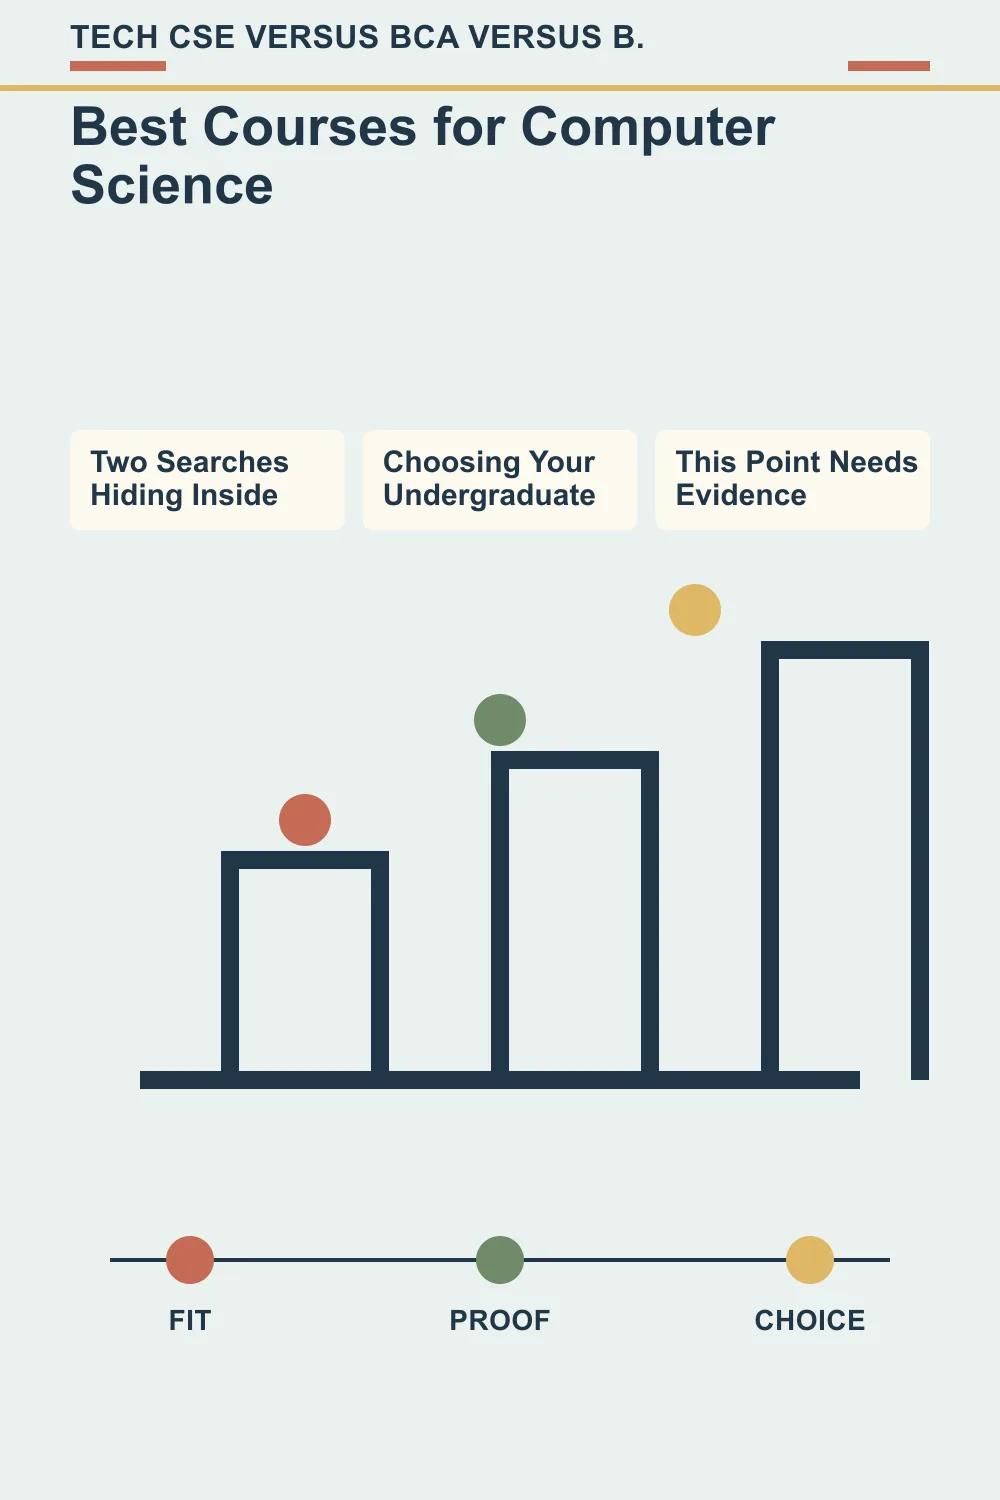 TECH CSE VERSUS BCA VERSUS B.
Best Courses for Computer
Science
Two Searches
Hiding Inside
Choosing Your
Undergraduate
This Point Needs
Evidence
FIT
PROOF
CHOICE